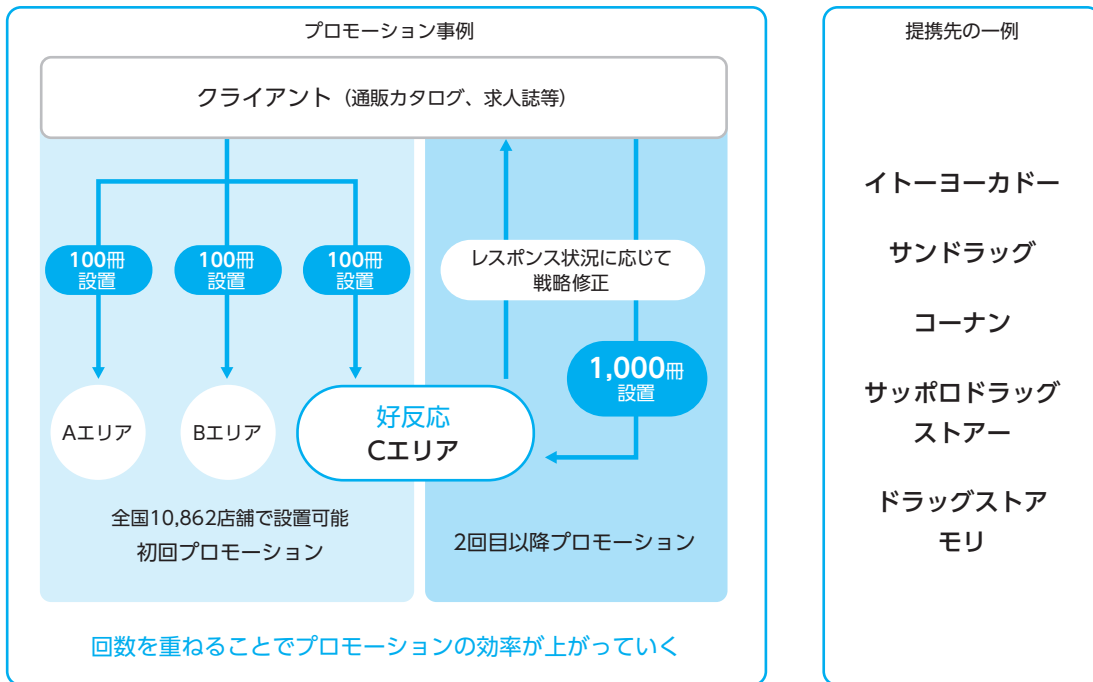 プロモーション事例
クライアント（通販カタログ、求人誌等）
100冊
設置
100冊
設置
100冊
設置
レスポンス状況に応じて
戦略修正
1,000冊
設置
Aエリア
Bエリア
好反応
Cエリア
全国10,862店舗で設置可能
初回プロモーション
2回目以降プロモーション
回数を重ねることでプロモーションの効率が上がっていく
提携先の一例
イトーヨーカドー
サンドラッグ
コーナン
サッポロドラッグ
ストアー
ドラッグストア
モリ